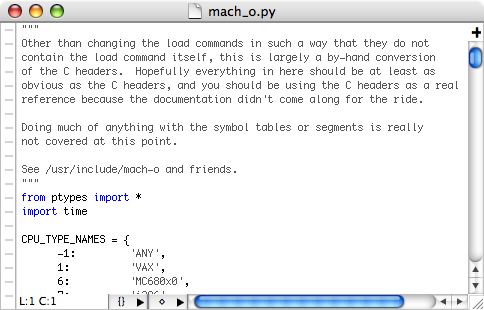 mach_o.py
"""
Other than changing the load commands in such a way that they do not
contain the load command itself, this is largely a by-hand conversion
of the C headers.  Hopefully everything in here should be at least as
obvious as the C headers, and you should be using the C headers as a real
reference because the documentation didn't come along for the ride.
Doing much of anything with the symbol tables or segments is really
not covered at this point.
See /usr/include/mach-o and friends.
"""
from ptypes import *
import time
CPU_TYPE_NAMES = {
-1: 'ANY',
1: 'VAX',
6: 'MC680x0',
L:1 C:1 {}